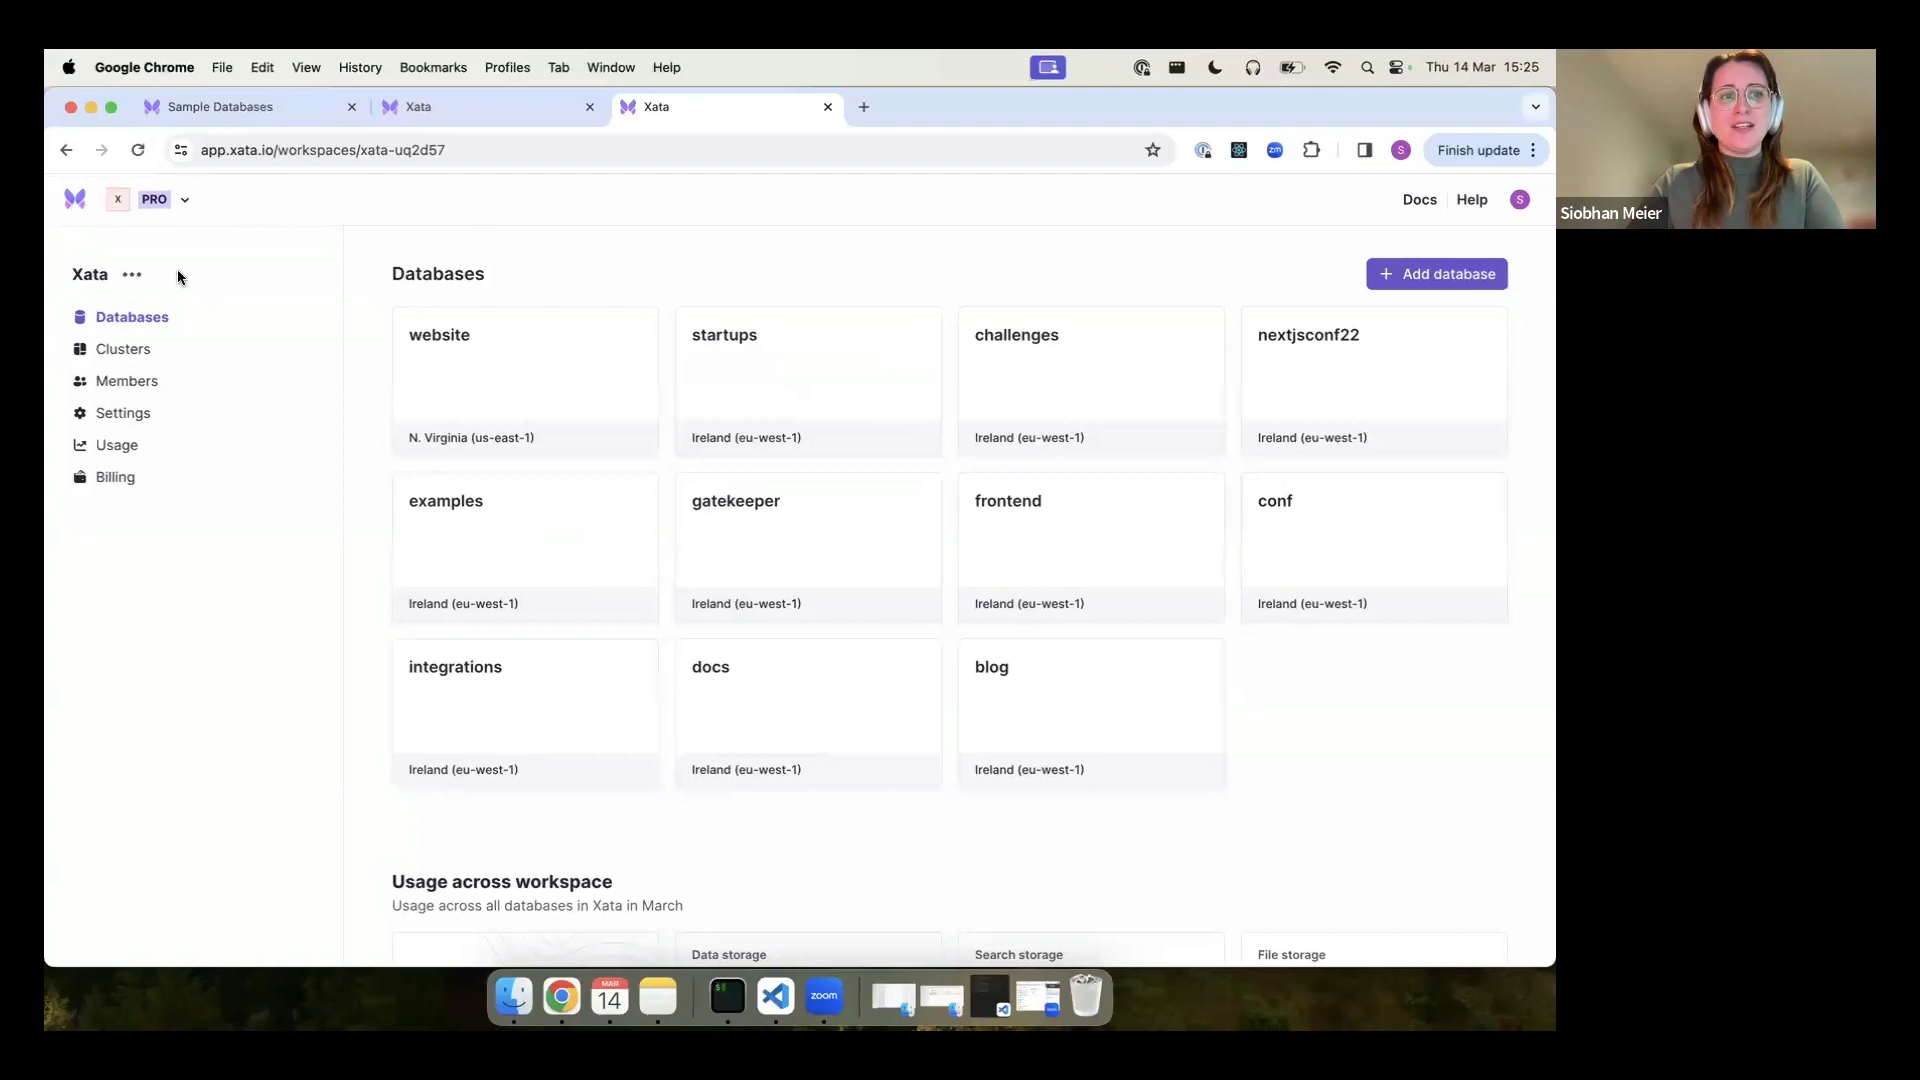 Google Chrome File Edit View History Bookmarks Profiles Tab Window Help Thu 14 Mar 15:25
Sample Databases Xata Xata
app.xata.io/workspaces/xata-uq2d57 zm S Finish update
X PRO Docs Help S
Siobhan Meier
Xata
Databases
Clusters
Members
Settings
Usage
Billing
Databases + Add database
website startups challenges nextjsconf22
N. Virginia (us-east-1) Ireland (eu-west-1) Ireland (eu-west-1) Ireland (eu-west-1)
examples gatekeeper frontend conf
Ireland (eu-west-1) Ireland (eu-west-1) Ireland (eu-west-1) Ireland (eu-west-1)
integrations docs blog
Ireland (eu-west-1) Ireland (eu-west-1) Ireland (eu-west-1)
Usage across workspace
Usage across all databases in Xata in March
Data storage Search storage File storage
MAR
14
$
zoom